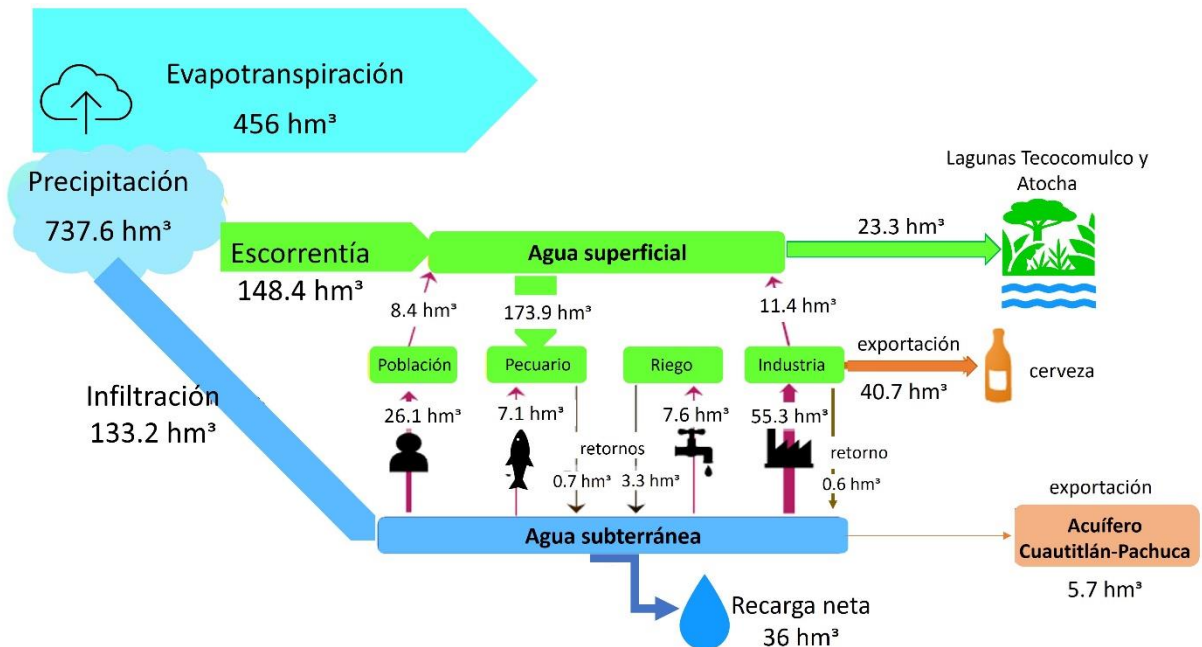 Evapotranspiración
456 hm³
Precipitación
737.6 hm³
Escorrentía
148.4 hm³
Agua superficial
23.3 hm³
Lagunas Tecocomulco y
Atocha
8.4 hm³
173.9 hm³
11.4 hm³
Población
Pecuario
Riego
Industria
exportación
40.7 hm³
cerveza
Infiltración
133.2 hm³
26.1 hm³
7.1 hm³
7.6 hm³
55.3 hm³
retornos
0.7 hm³
3.3 hm³
retorno
0.6 hm³
Agua subterránea
exportación
Acuífero
Cuautitlán-Pachuca
5.7 hm³
Recarga neta
36 hm³